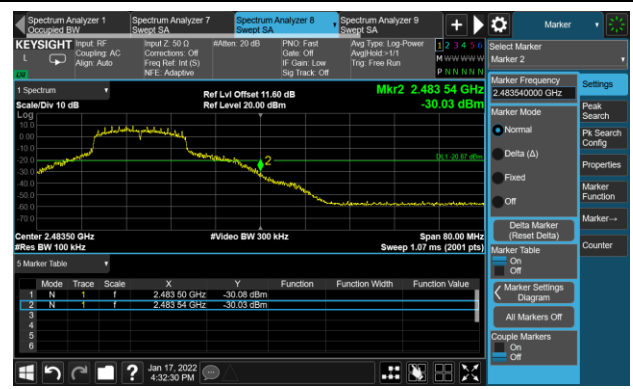 Spectrum Analyzer 1
Occupied BW
Spectrum Analyzer 7
Swept SA
Spectrum Analyzer 8
Swept SA
Spectrum Analyzer 9
Swept SA
+
Marker
KEYSIGHT
L
Input: RF
Coupling: AC
Align: Auto
Input Z: 50 Ω
Corrections: Off
Freq Ref: Int (S)
NFE: Adaptive
#Atten: 20 dB
PNO: Fast
Gate: Off
IF Gain: Low
Sig Track: Off
Avg Type: Log-Power
Avg|Hold:>1/1
Trig: Free Run
1 2 3 4 5 6
M W W W W W
P N N N N N
Select Marker
Marker 2
1 Spectrum
Scale/Div 10 dB
Log
Ref Lvl Offset 11.60 dB
Ref Level 20.00 dBm
Mkr2 2.483 54 GHz
-30.03 dBm
10.0
0.00
-10.0
-20.0
-30.0
-40.0
-50.0
-60.0
-70.0
2
DL1 -20.87 dBm
Center 2.48350 GHz
#Res BW 100 kHz
#Video BW 300 kHz
Span 80.00 MHz
Sweep 1.07 ms (2001 pts)
5 Marker Table
Mode Trace Scale X Y Function Function Width Function Value
1 N 1 f 2.483 50 GHz -30.08 dBm
2 N 1 f 2.483 54 GHz -30.03 dBm
3
4
5
6
Marker Frequency
2.483540000 GHz
Marker Mode
Normal
Delta (Δ)
Fixed
Off
Delta Marker
(Reset Delta)
Marker Table
On
Off
Marker Settings
Diagram
All Markers Off
Couple Markers
On
Off
Settings
Peak
Search
Pk Search
Config
Properties
Marker
Function
Marker→
Counter
?
Jan 17, 2022
4:32:30 PM